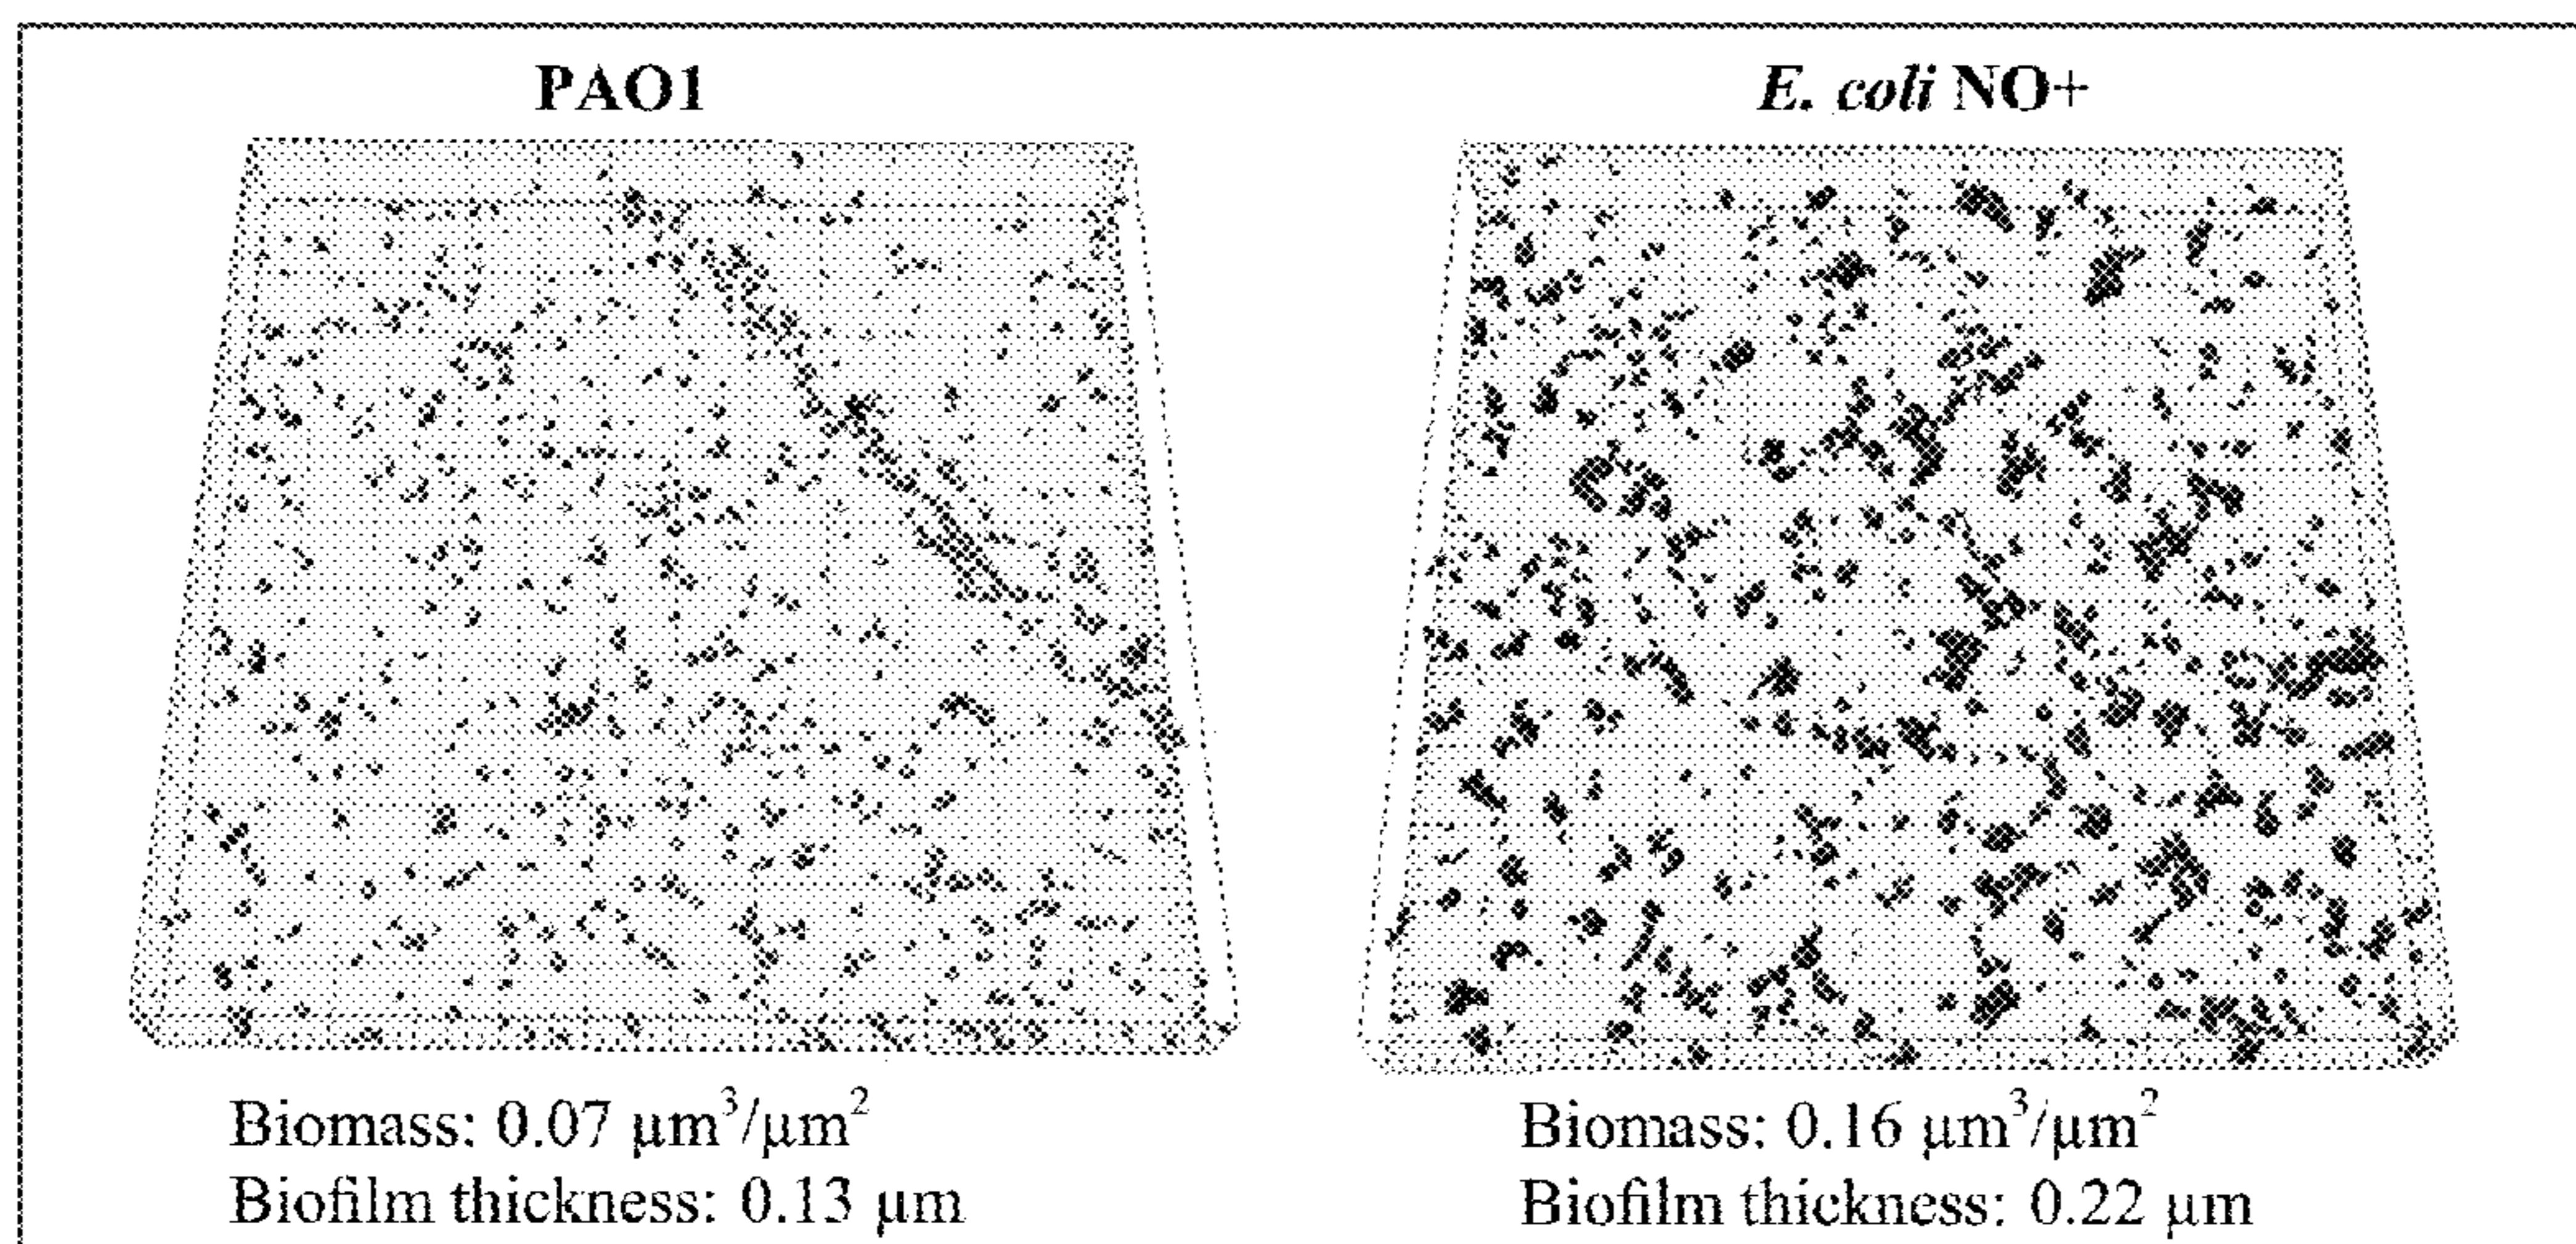 PAO1
E. coli NO+
Biomass: 0.07 μm³/μm²
Biofilm thickness: 0.13 μm
Biomass: 0.16 μm³/μm²
Biofilm thickness: 0.22 μm